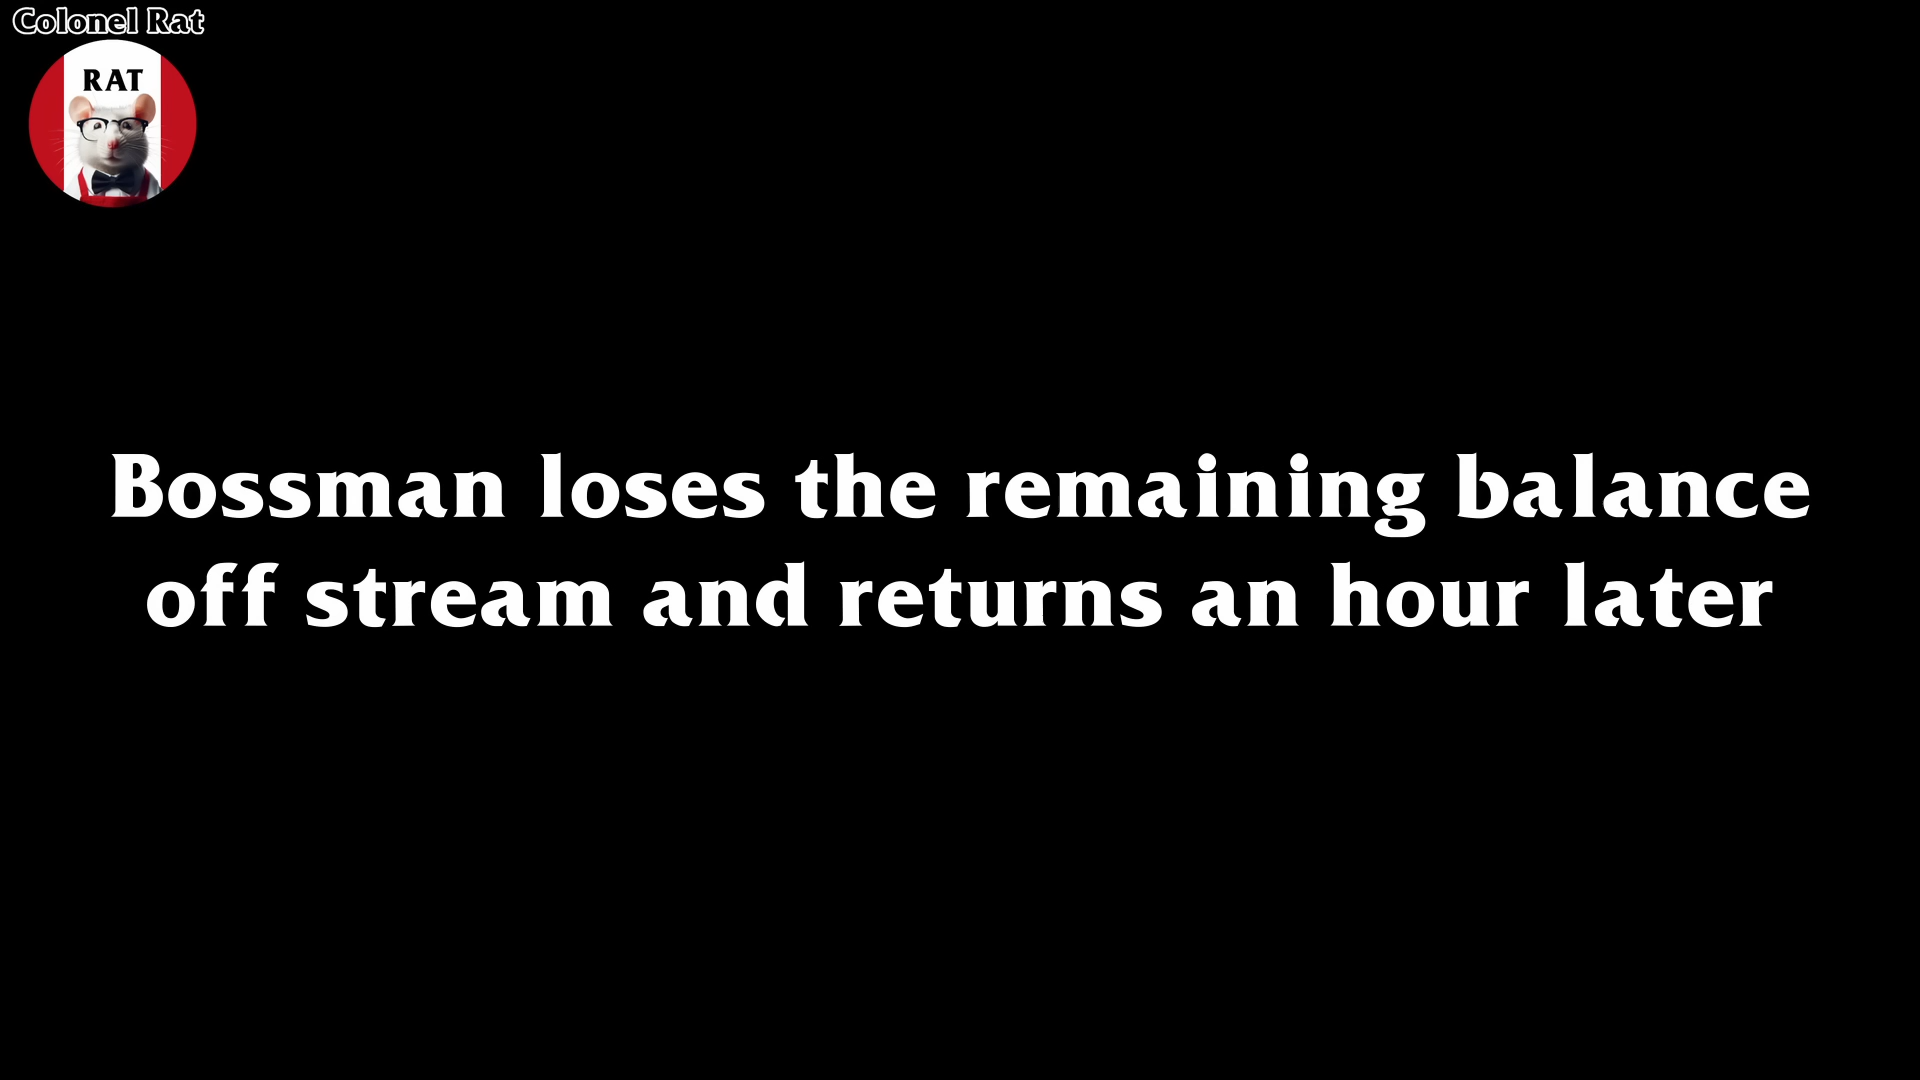 Colonel Rat
RAT
Bossman loses the remaining balance
off stream and returns an hour later